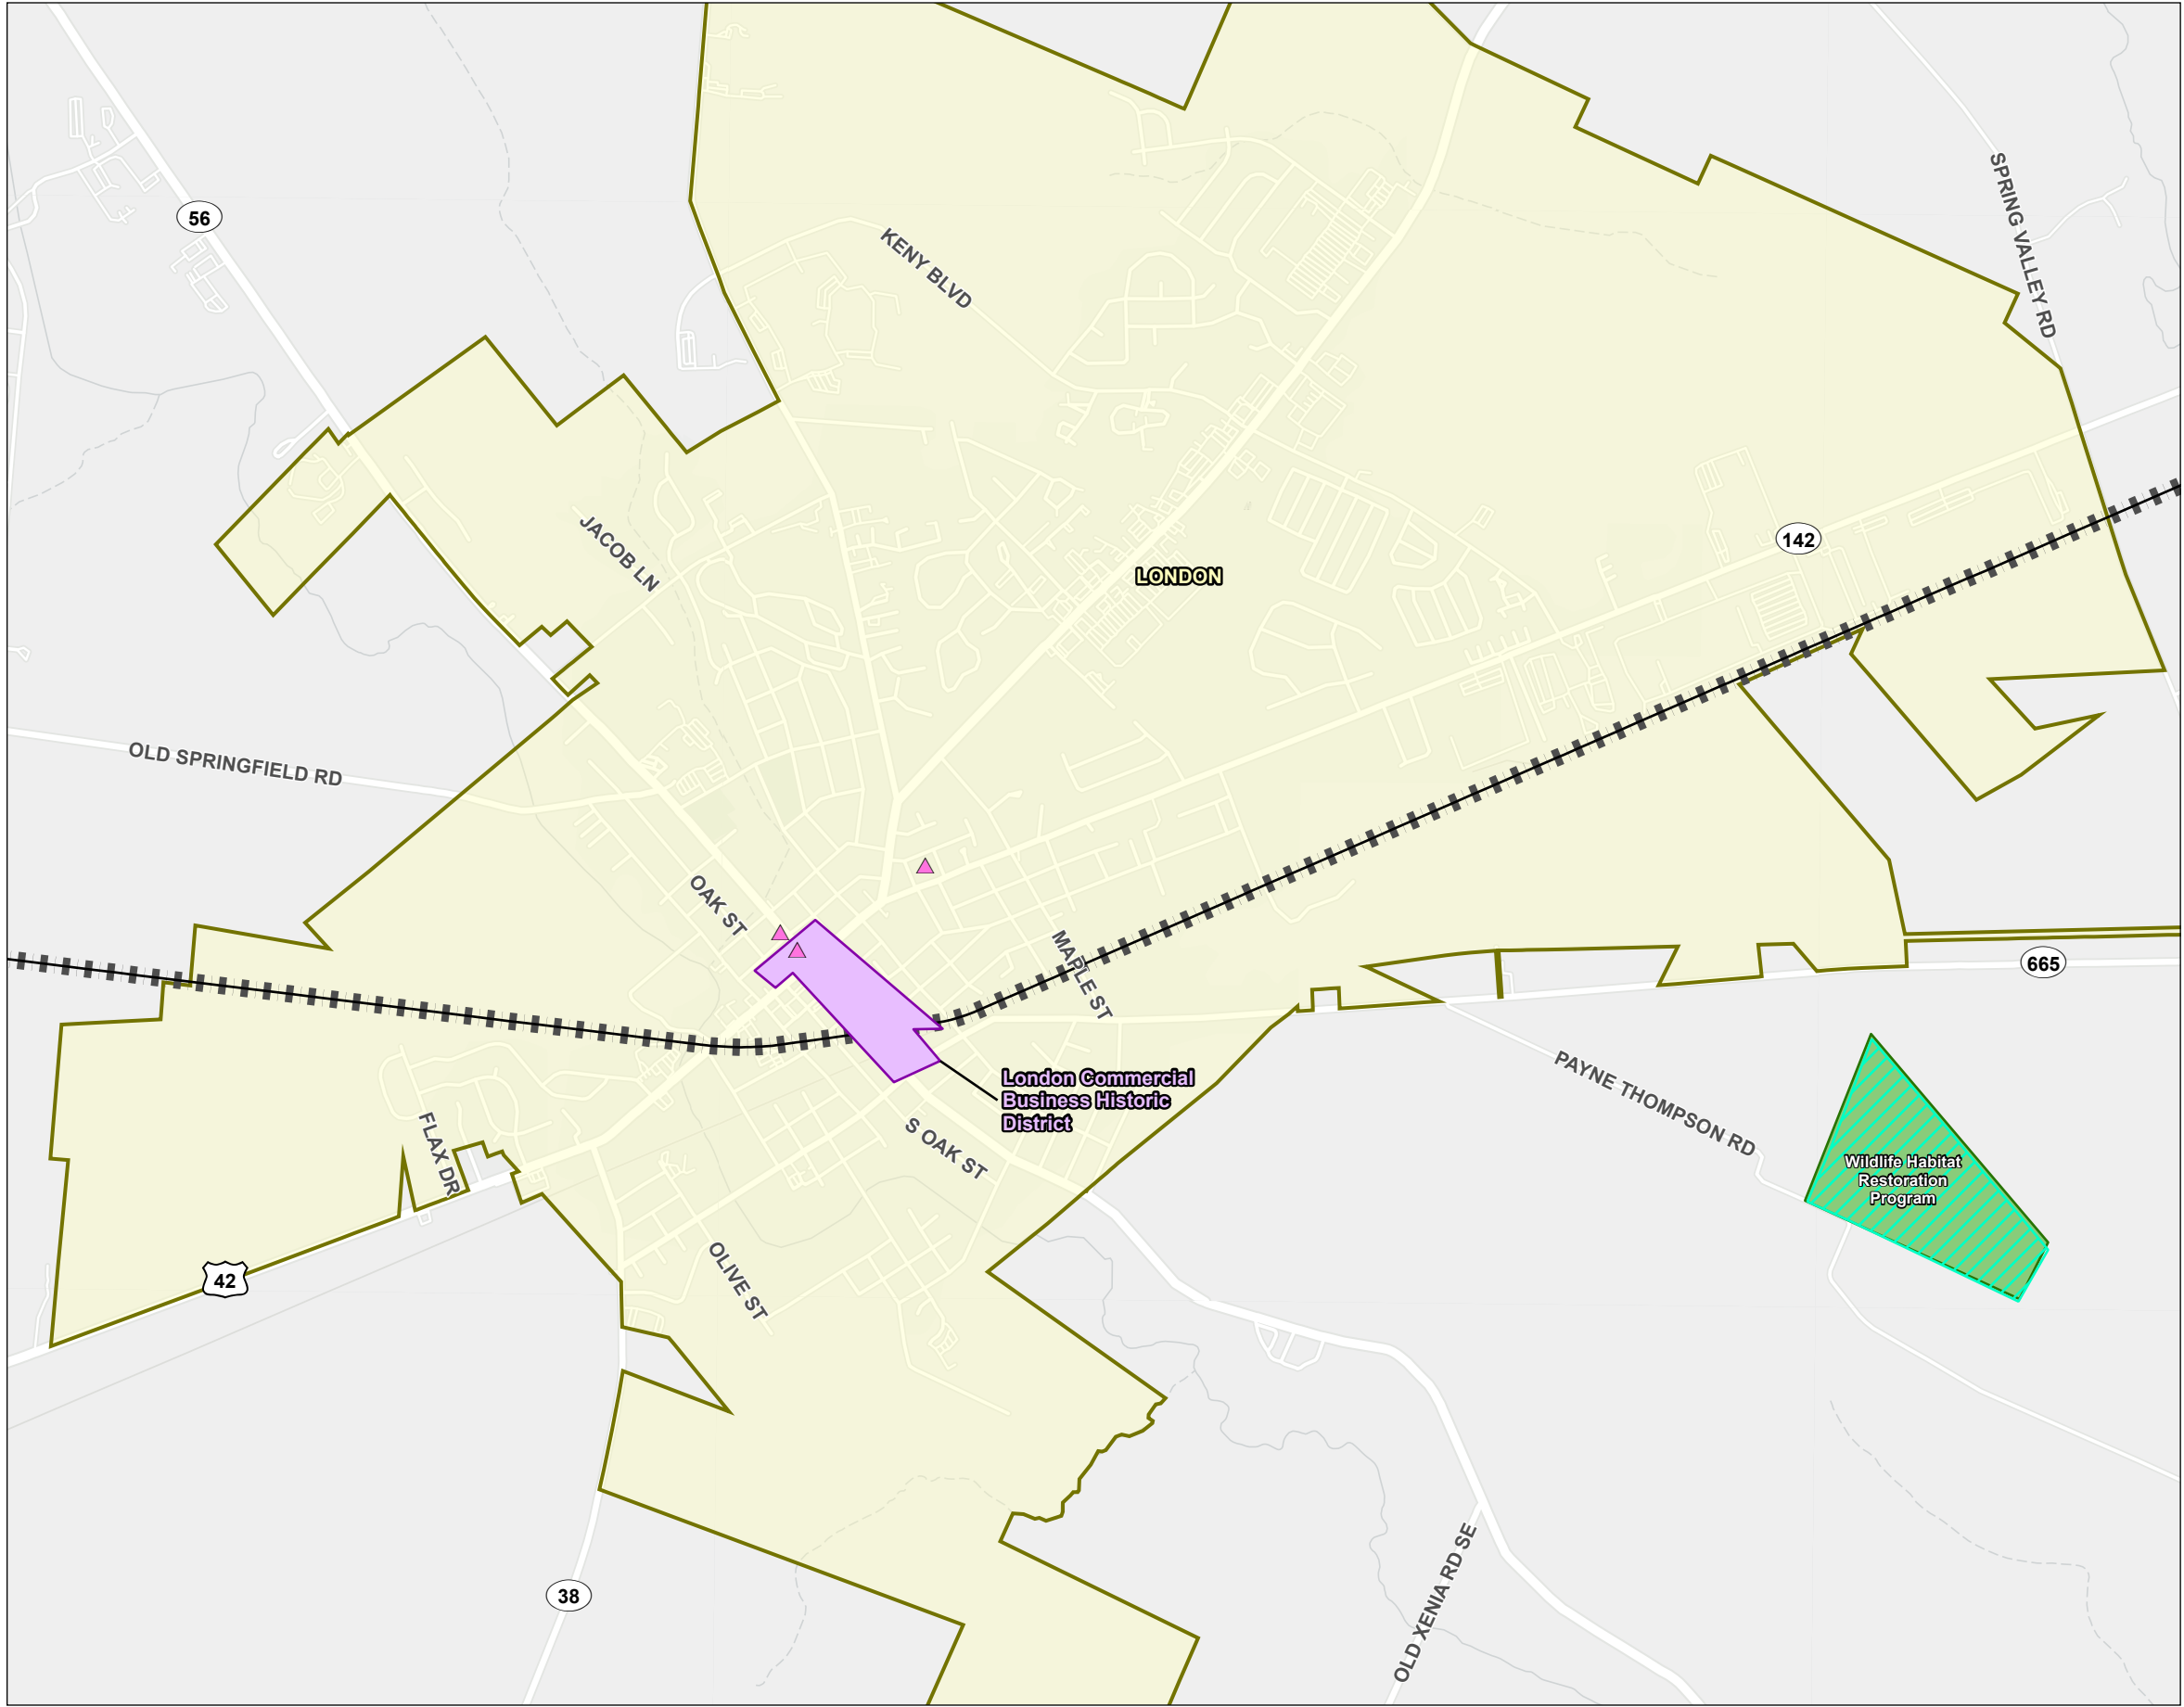 56
SPRING VALLEY RD
KENY BLVD
JACOB LN
142
LONDON
OLD SPRINGFIELD RD
OAK ST
MAPLE ST
665
London Commercial
Business Historic
District
PAYNE THOMPSON RD
FLAX DR
S OAK ST
Wildlife Habitat
Restoration
Program
42
OLIVE ST
38
OLD XENIA RD SE